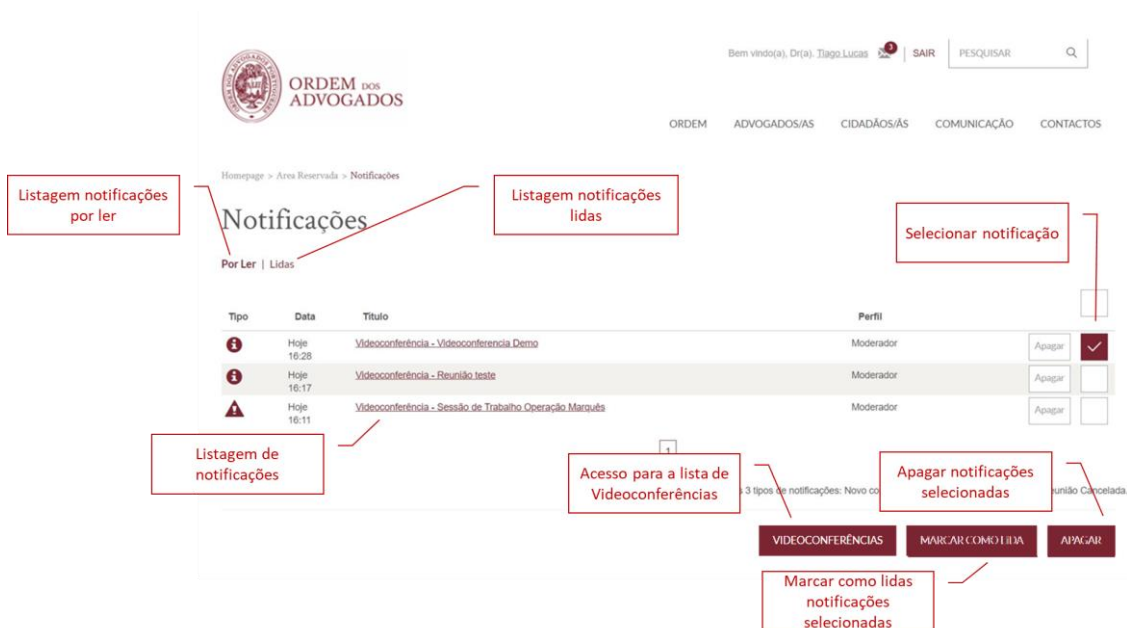 Bem vindo(a), Dr(a). Tiago Lucas 3 | SAIR PESQUISAR
ORDEM DOS
ADVOGADOS
ORDEM ADVOGADOS/AS CIDADÃOS/ÃS COMUNICAÇÃO CONTACTOS
Homepage > Area Reservada > Notificações
Listagem notificações
por ler
Listagem notificações
lidas
Notificações
Selecionar notificação
Por Ler | Lidas
Tipo Data Titulo Perfil
Hoje
16:28
Videoconferência - Videoconferencia Demo Moderador Apagar
Hoje
16:17
Videoconferência - Reunião teste Moderador Apagar
Hoje
16:11
Videoconferência - Sessão de Trabalho Operação Marquês Moderador Apagar
Listagem de
notificações
1
Acesso para a lista de
Videoconferências
Apagar notificações
selecionadas
3 tipos de notificações: Novo
Cancelada.
VIDEOCONFERÊNCIAS MARCAR COMO LIDA APAGAR
Marcar como lidas
notificações
selecionadas